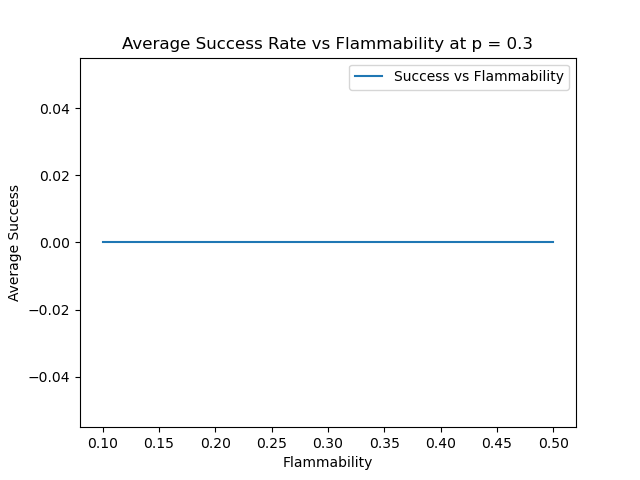 Average Success Rate vs Flammability at p = 0.3
Success vs Flammability
Average Success
0.04
0.02
0.00
−0.02
−0.04
0.10 0.15 0.20 0.25 0.30 0.35 0.40 0.45 0.50
Flammability